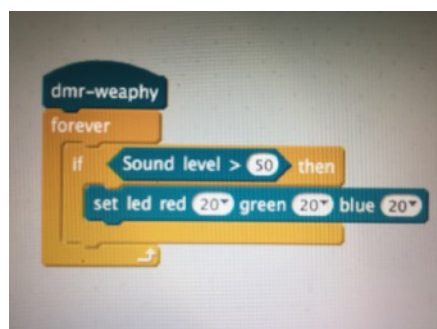 dmr-weaphy
forever
if Sound level > 50 then
set led red 20 green 20 blue 20